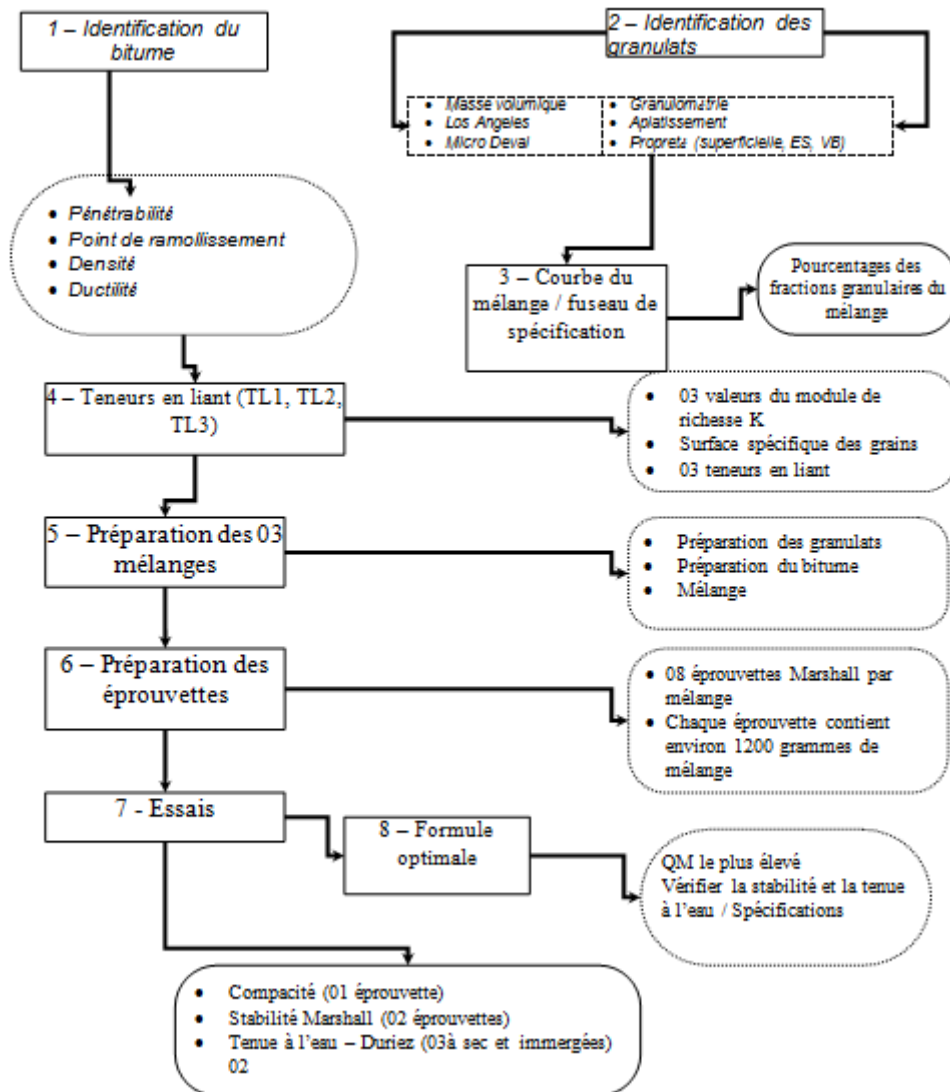 1 – Identification du
bitume
2 – Identification des
granulats
• Masse volumique
• Los Angeles
• Micro Deval
• Granulométrie
• Aplatissement
• Propreté (superficielle, ES, VB)
• Pénétrabilité
• Point de ramollissement
• Densité
• Ductilité
3 – Courbe du
mélange / fuseau de
spécification
Pourcentages des
fractions granulaires du
mélange
4 – Teneurs en liant (TL1, TL2,
TL3)
• 03 valeurs du module de
richesse K
• Surface spécifique des grains
• 03 teneurs en liant
5 – Préparation des 03
mélanges
• Préparation des granulats
• Préparation du bitume
• Mélange
6 – Préparation des
éprouvettes
• 08 éprouvettes Marshall par
mélange
• Chaque éprouvette contient
environ 1200 grammes de
mélange
7 - Essais
8 – Formule
optimale
QM le plus élevé
Vérifier la stabilité et la tenue
à l'eau / Spécifications
• Compacité (01 éprouvette)
• Stabilité Marshall (02 éprouvettes)
• Tenue à l'eau – Duriez (03à sec et immergées)
02